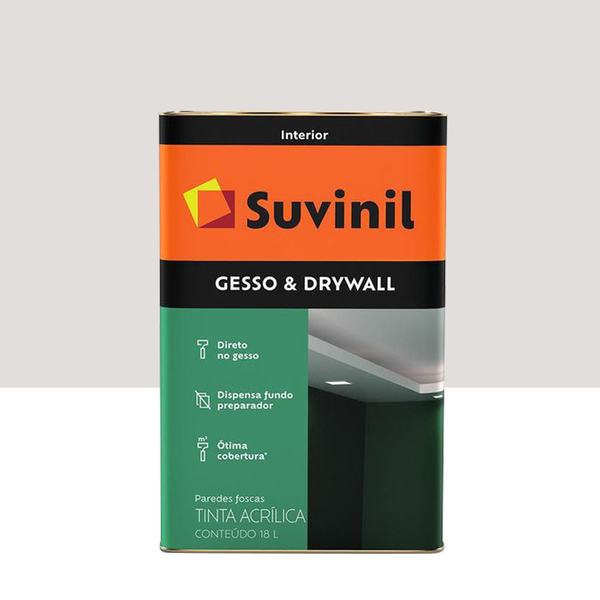 Interior
Suvinil
GESSO & DRYWALL
Direto
no gesso
Dispensa fundo
preparador
m²
Ótima
cobertura*
Paredes foscas
TINTA ACRÍLICA
CONTEÚDO 18 L